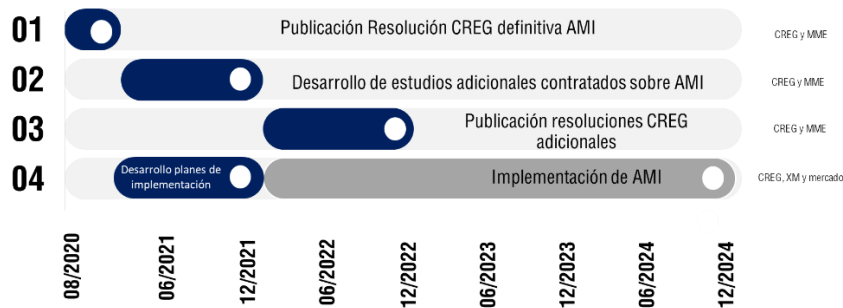 01
Publicación Resolución CREG definitiva AMI
CREG y MME
02
Desarrollo de estudios adicionales contratados sobre AMI
CREG y MME
03
Publicación resoluciones CREG
adicionales
CREG y MME
04
Desarrollo planes de
implementación
Implementación de AMI
CREG, XM y mercado
08/2020
06/2021
12/2021
06/2022
12/2022
06/2023
12/2023
06/2024
12/2024